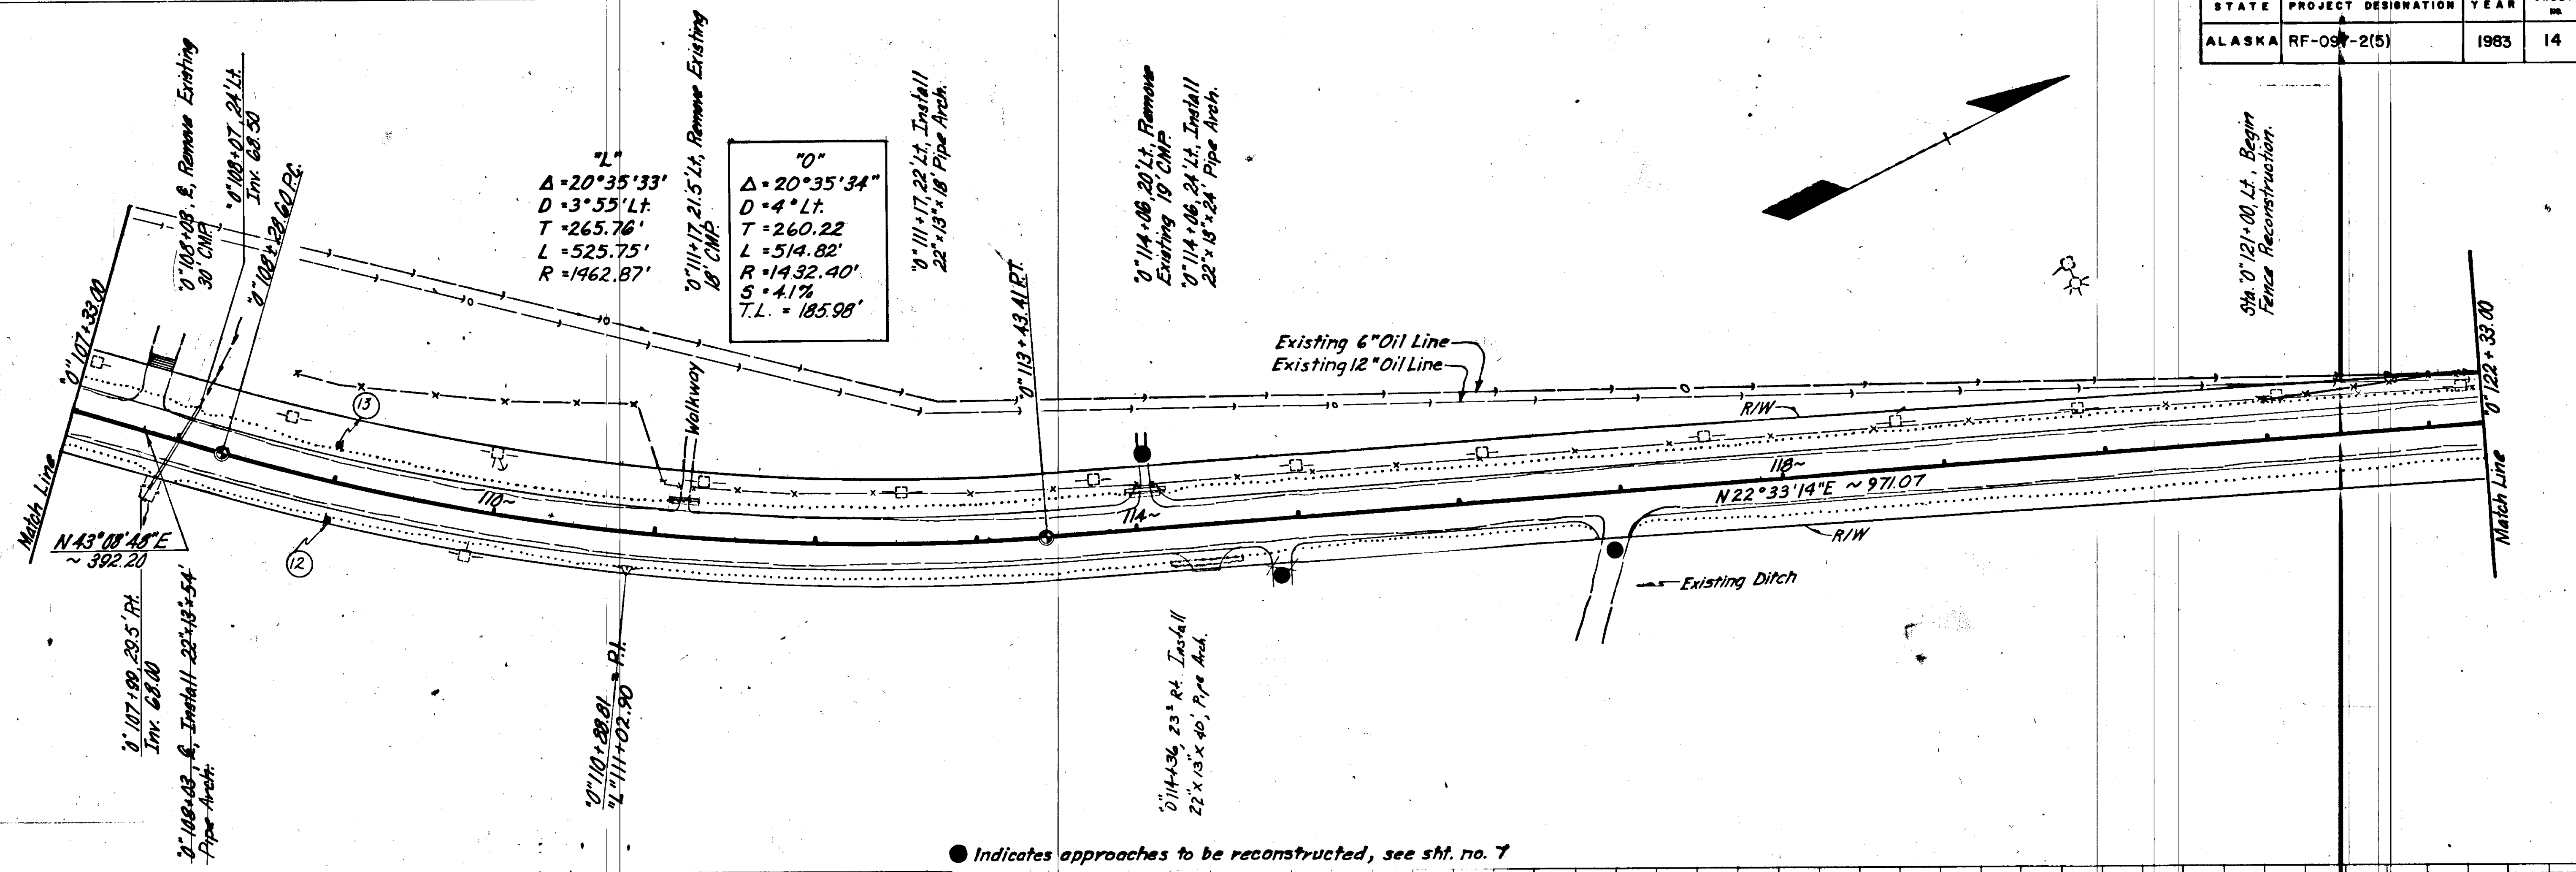 STATE PROJECT DESIGNATION YEAR
ALASKA RF-097-2(5) 1983 14
"O" 108+03, ℄, Remove Existing
30' CMP.
"O" 108+07, 24' Lt.
Inv. 68.50
"O" 108+28.60 P.C.
"O" 107+33.00
Match Line
"L"
Δ = 20°35'33'
D = 3°55' Lt.
T = 265.76'
L = 525.75'
R = 1462.87'
"O" 111+17, 21.5' Lt., Remove Existing
18' CMP.
"O"
Δ = 20°35'34"
D = 4° Lt.
T = 260.22
L = 514.82'
R = 1432.40'
S = 4.1%
T.L. = 185.98'
"O" 111+17, 22' Lt., Install
22"x13"x18' Pipe Arch.
"O" 113+43.41 P.T.
"O" 114+06, 20' Lt., Remove
Existing 19' CMP.
"O" 114+06, 24' Lt., Install
22"x13"x24' Pipe Arch.
Existing 6" Oil Line
Existing 12" Oil Line
Sta. "O" 121+00, Lt., Begin
Fence Reconstruction.
"O" 122+33.00
Match Line
Walkway
13
R/W
110~
114~
118~
N 22°33'14"E ~ 971.07
R/W
12
N 43°08'48"E
~ 392.20
Existing Ditch
"O" 107+99, 29.5' Rt.
Inv. 68.00
"O" 108+03, ℄, Install 22"x13"x54'
Pipe Arch.
"O" 110+88.81 = P.I.
"L" 111+02.90
"O" 114+36, 23± Rt. Install
22"x13"x40', Pipe Arch.
Indicates approaches to be reconstructed, see sht. no. 7